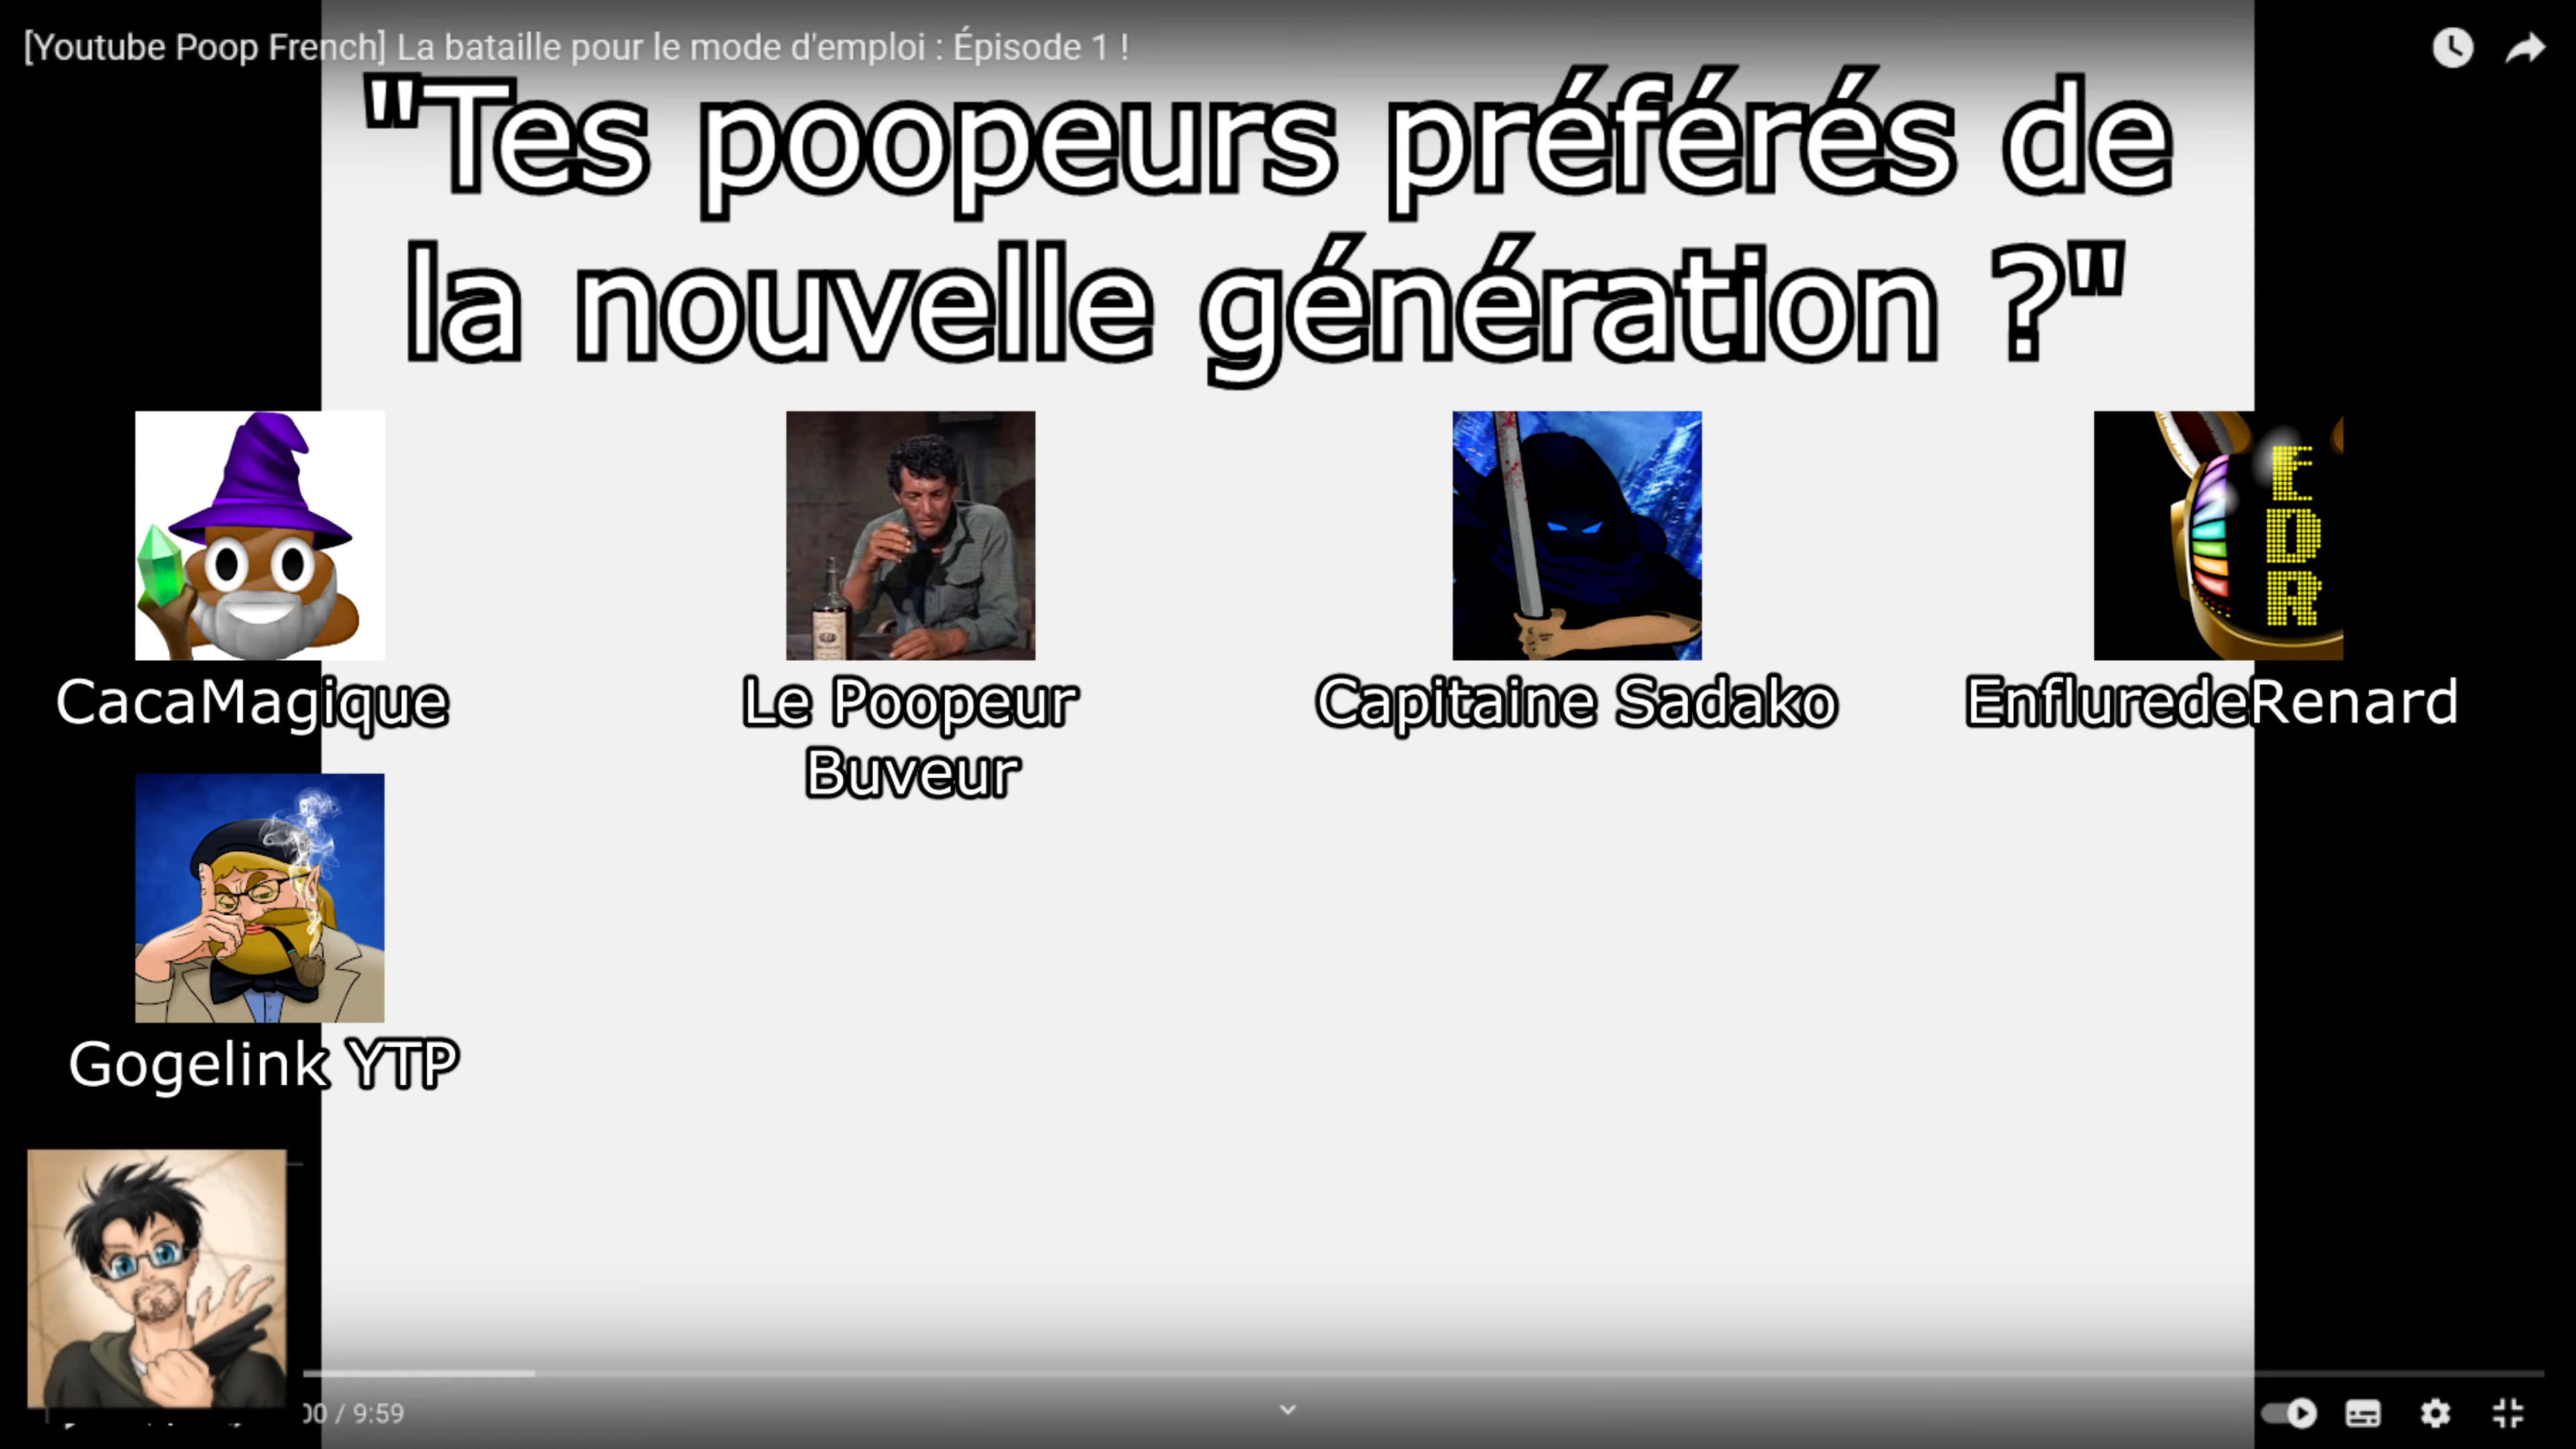 [Youtube Poop French] La bataille pour le mode d'emploi : Épisode 1 !
"Tes poopeurs préférés de
la nouvelle génération ?"
E
D
R
CacaMagique
Le Poopeur
Buveur
Capitaine Sadako
EnfluredeRenard
Gogelink YTP
00 / 9:59